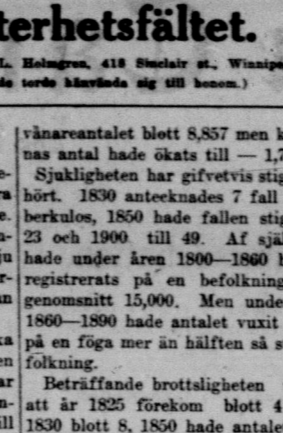 terhetsfältet.
L. Holmgren, 418 Sinclair st., Winnipe
de torde hänvända sig till honom.)
vånareantalet blott 8,857 men k
nas antal hade ökats till — 1,7
Sjukligheten har gifvetvis stig
hört. 1830 antecknades 7 fall
berkulos, 1850 hade fallen stig
23 och 1900 till 49. Af själ
hade under åren 1800—1860 b
registrerats på en befolkning
genomsnitt 15,000. Men unde
1860—1890 hade antalet vuxit
på en föga mer än hälften så s
folkning.
Beträffande brottsligheten
att år 1825 förekom blott 4
1830 blott 8, 1850 hade antale